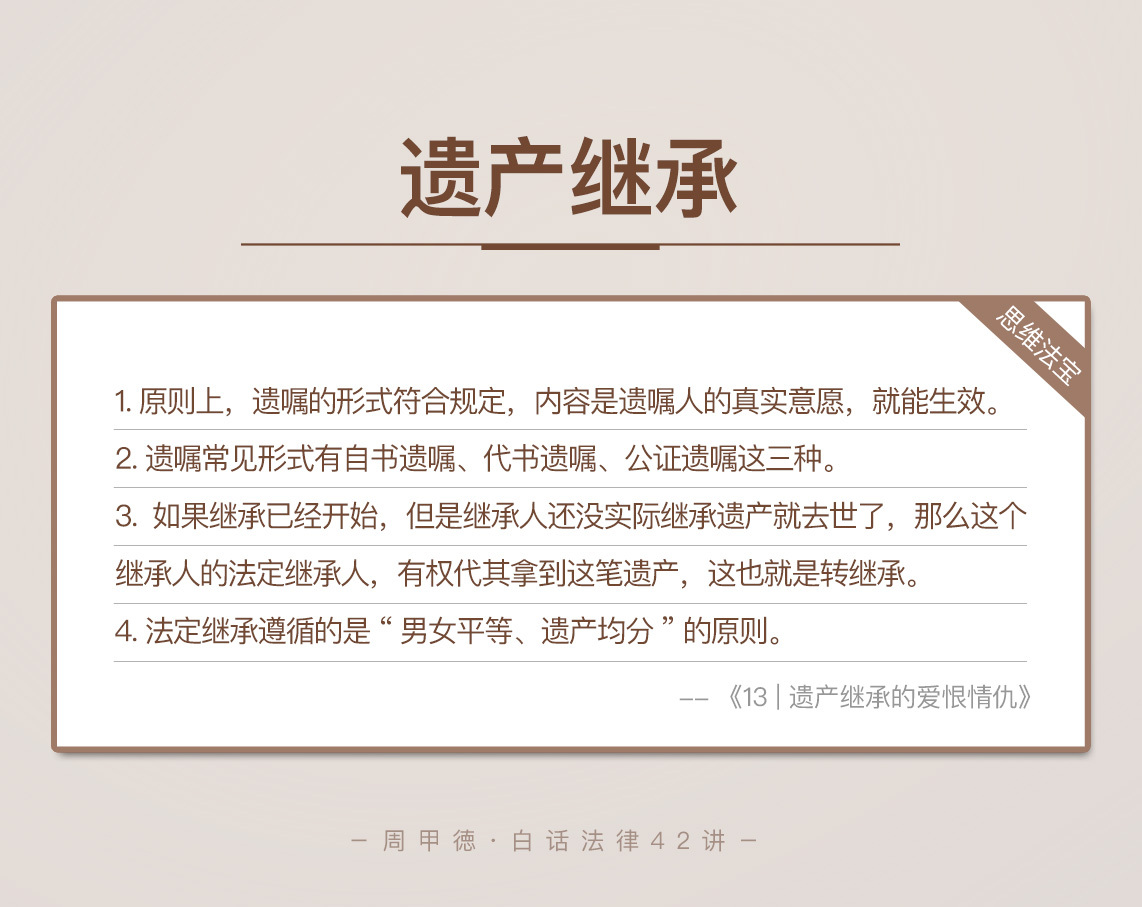 遗产继承
思维法宝
1. 原则上，遗嘱的形式符合规定，内容是遗嘱人的真实意愿，就能生效。
2. 遗嘱常见形式有自书遗嘱、代书遗嘱、公证遗嘱这三种。
3. 如果继承已经开始，但是继承人还没实际继承遗产就去世了，那么这个
继承人的法定继承人，有权代其拿到这笔遗产，这也就是转继承。
4. 法定继承遵循的是“男女平等、遗产均分”的原则。
––《13 | 遗产继承的爱恨情仇》
– 周甲德·白话法律42讲 –